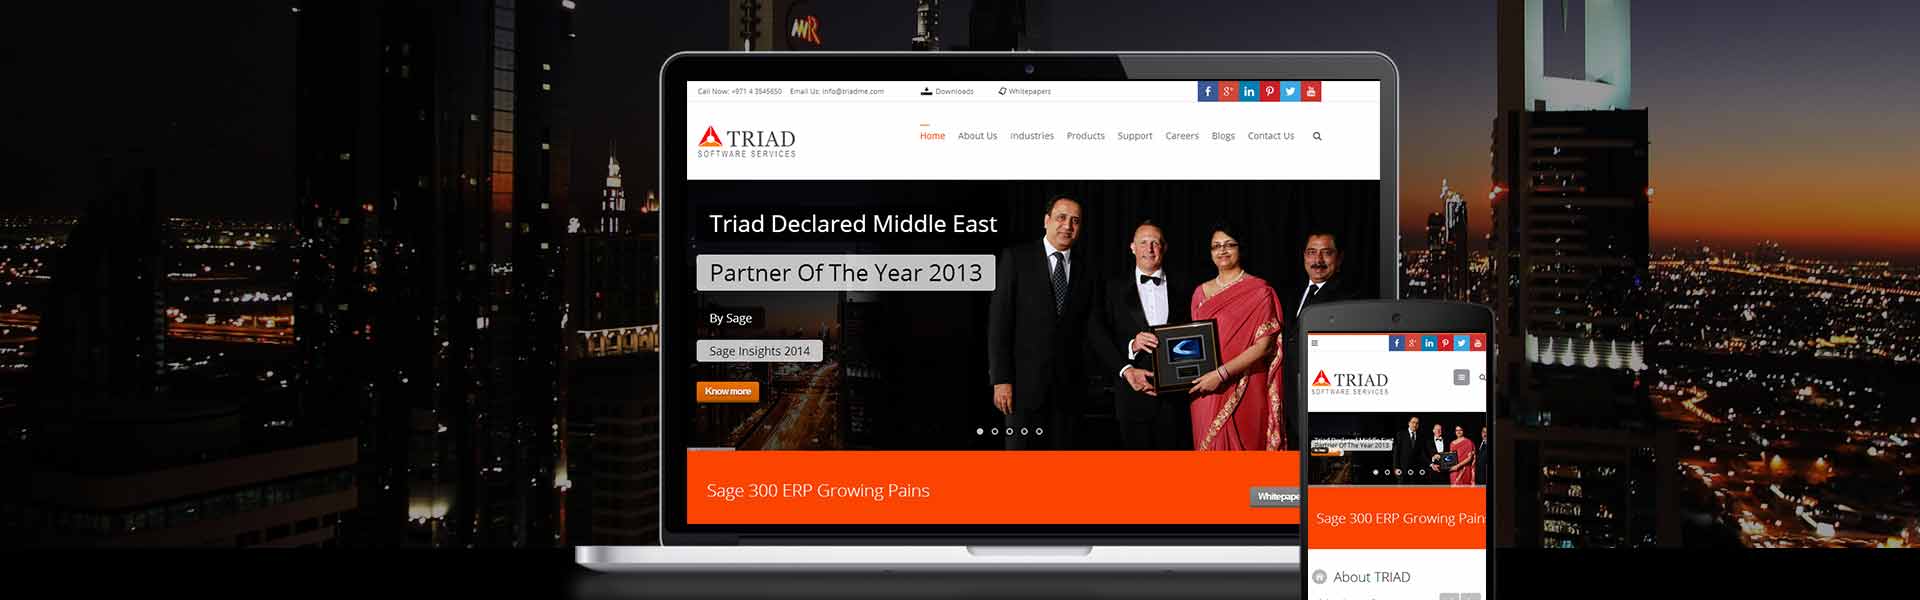 Call Now: +971 4 3545650 Email Us: info@triadme.com Downloads Whitepapers
TRIAD
SOFTWARE SERVICES
Home About Us Industries Products Support Careers Blogs Contact Us
Triad Declared Middle East
Partner Of The Year 2013
By Sage
Sage Insights 2014
Know more
Sage 300 ERP Growing Pains
Whitepape
TRIAD
SOFTWARE SERVICES
Triad Declared Middle East
Partner Of The Year 2013
Sage 300 ERP Growing Pain
About TRIAD